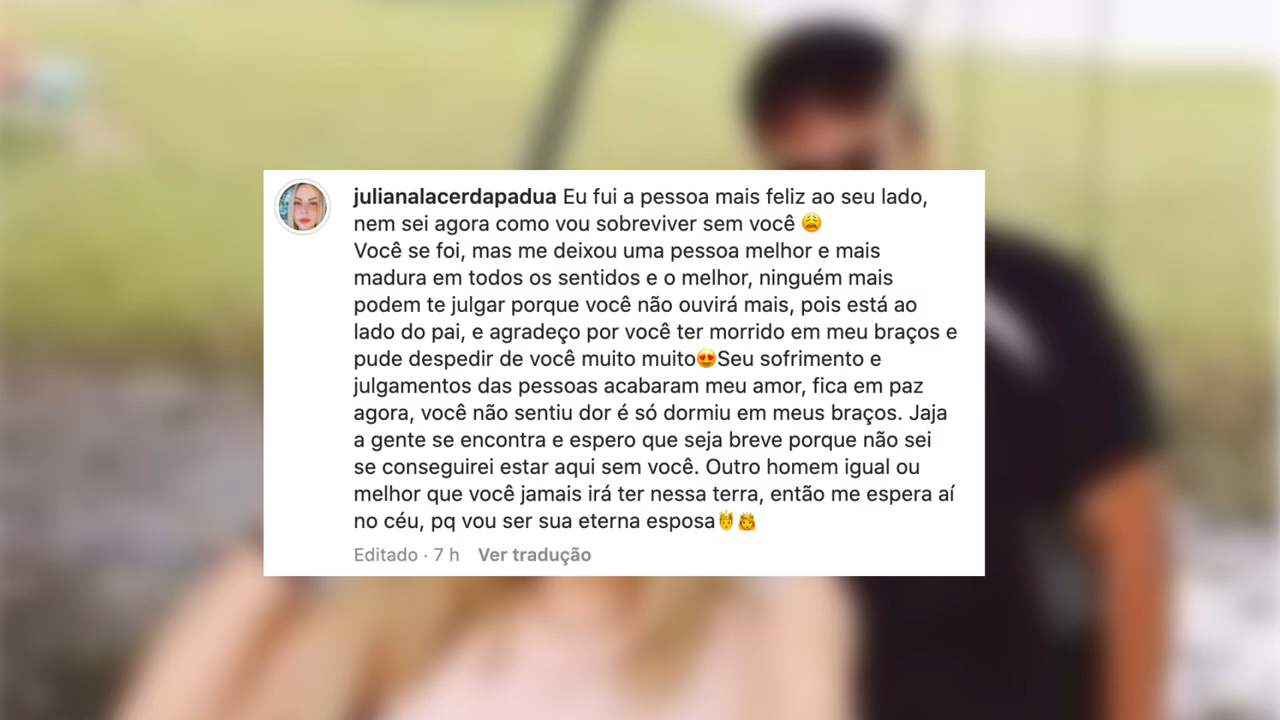 julianalacerdapadua Eu fui a pessoa mais feliz ao seu lado,
nem sei agora como vou sobreviver sem você 😩
Você se foi, mas me deixou uma pessoa melhor e mais
madura em todos os sentidos e o melhor, ninguém mais
podem te julgar porque você não ouvirá mais, pois está ao
lado do pai, e agradeço por você ter morrido em meu braços e
pude despedir de você muito muito😍Seu sofrimento e
julgamentos das pessoas acabaram meu amor, fica em paz
agora, você não sentiu dor é só dormiu em meus braços. Jaja
a gente se encontra e espero que seja breve porque não sei
se conseguirei estar aqui sem você. Outro homem igual ou
melhor que você jamais irá ter nessa terra, então me espera aí
no céu, pq vou ser sua eterna esposa🤴👸
Editado · 7 h Ver tradução